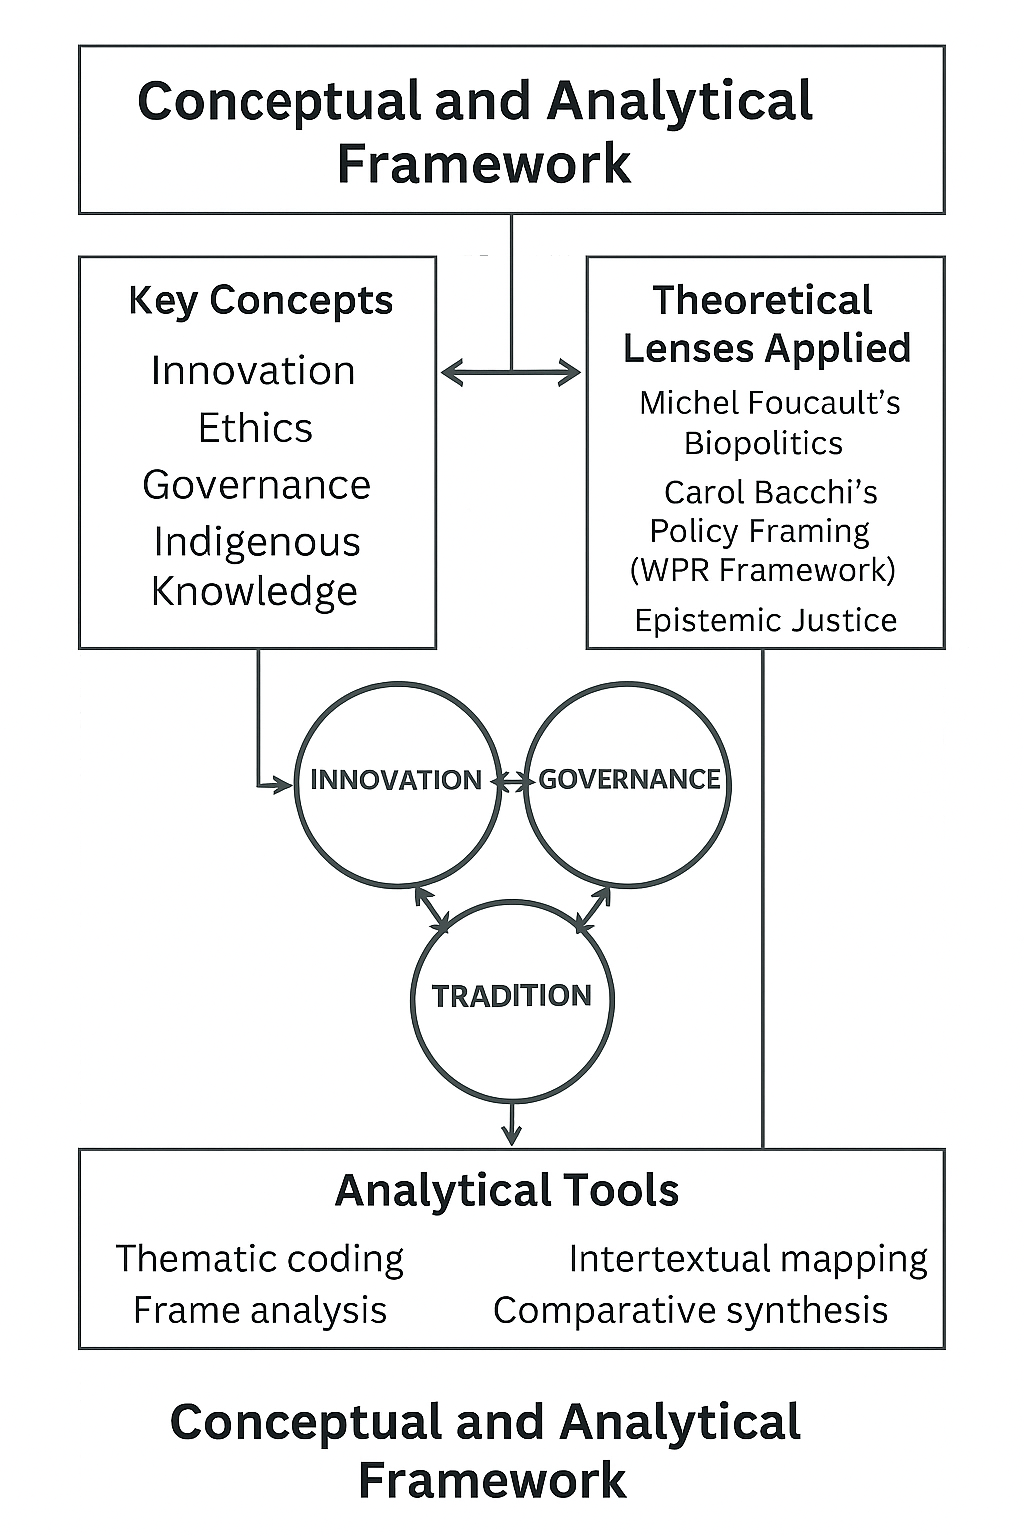 Conceptual and Analytical
Framework
Key Concepts
Innovation
Ethics
Governance
Indigenous
Knowledge
Theoretical
Lenses Applied
Michel Foucault’s
Biopolitics
Carol Bacchi’s
Policy Framing
(WPR Framework)
Epistemic Justice
INNOVATION
GOVERNANCE
TRADITION
Analytical Tools
Thematic coding
Intertextual mapping
Frame analysis
Comparative synthesis
Conceptual and Analytical
Framework